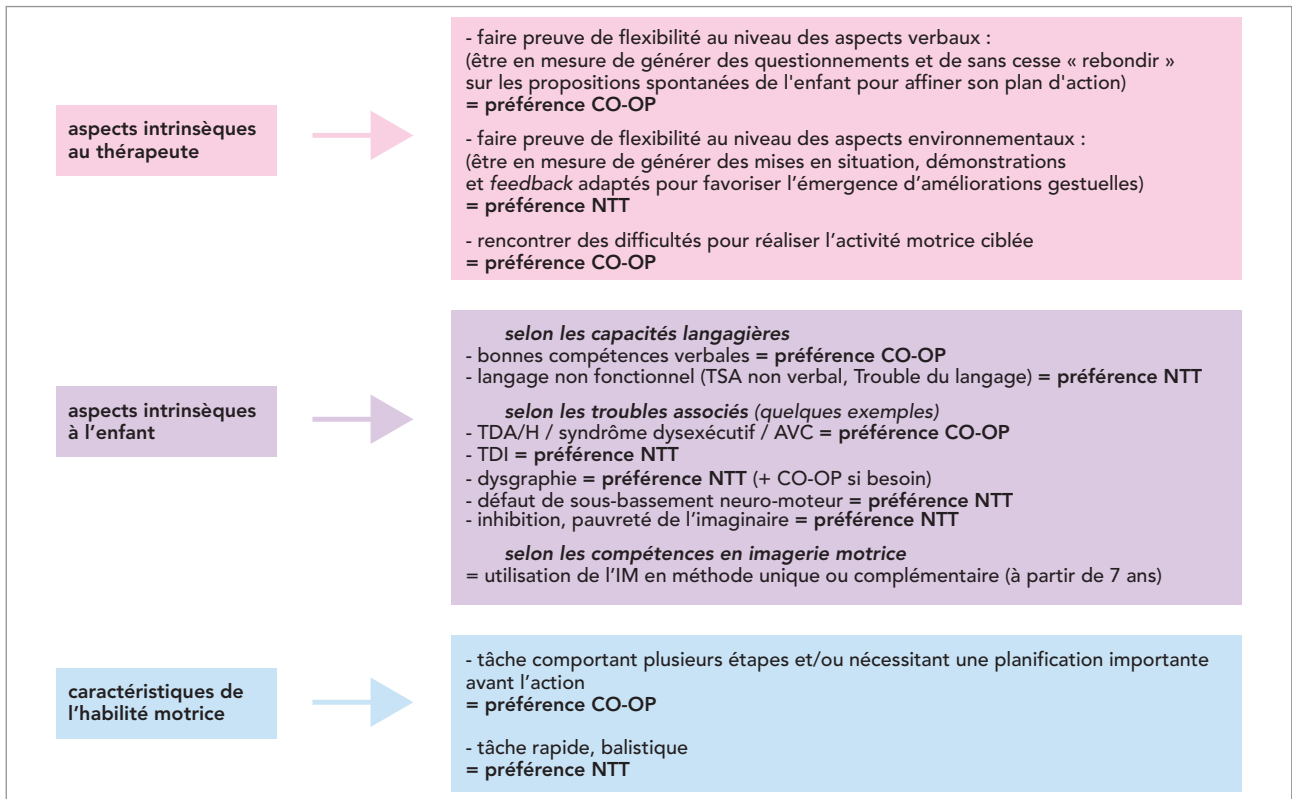 aspects intrinsèques
au thérapeute
- faire preuve de flexibilité au niveau des aspects verbaux :
(être en mesure de générer des questionnements et de sans cesse « rebondir »
sur les propositions spontanées de l'enfant pour affiner son plan d'action)
= préférence CO-OP
- faire preuve de flexibilité au niveau des aspects environnementaux :
(être en mesure de générer des mises en situation, démonstrations
et feedback adaptés pour favoriser l’émergence d’améliorations gestuelles)
= préférence NTT
- rencontrer des difficultés pour réaliser l’activité motrice ciblée
= préférence CO-OP
aspects intrinsèques
à l’enfant
selon les capacités langagières
- bonnes compétences verbales = préférence CO-OP
- langage non fonctionnel (TSA non verbal, Trouble du langage) = préférence NTT
selon les troubles associés (quelques exemples)
- TDA/H / syndrôme dysexécutif / AVC = préférence CO-OP
- TDI = préférence NTT
- dysgraphie = préférence NTT (+ CO-OP si besoin)
- défaut de sous-bassement neuro-moteur = préférence NTT
- inhibition, pauvreté de l’imaginaire = préférence NTT
selon les compétences en imagerie motrice
= utilisation de l’IM en méthode unique ou complémentaire (à partir de 7 ans)
caractéristiques de
l’habilité motrice
- tâche comportant plusieurs étapes et/ou nécessitant une planification importante
avant l’action
= préférence CO-OP
- tâche rapide, balistique
= préférence NTT